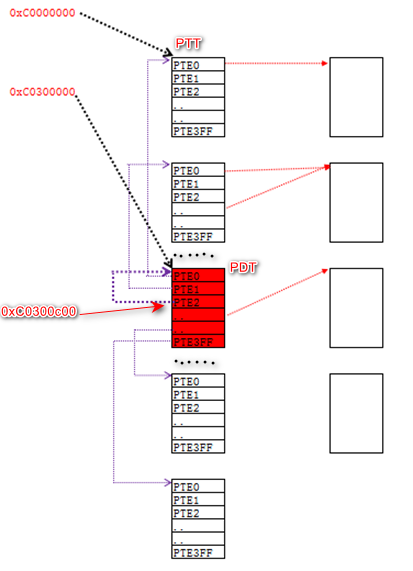 0xC0000000
PTT
PTE0
PTE1
PTE2
..
..
PTE3FF
0xC0300000
PTE0
PTE1
PTE2
..
..
PTE3FF
......
PDT
PTE0
PTE1
PTE2
..
..
PTE3FF
0xC0300c00
......
PTE0
PTE1
PTE2
..
..
PTE3FF
PTE0
PTE1
PTE2
..
..
PTE3FF